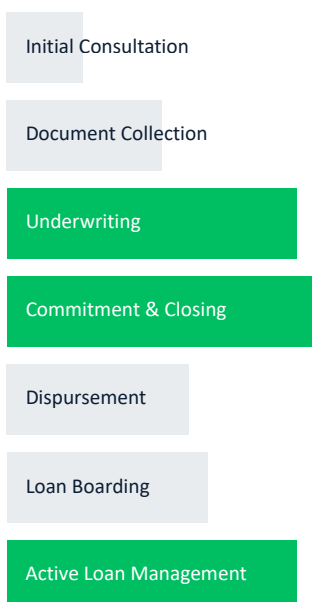 Initial Consultation
Document Collection
Underwriting
Commitment & Closing
Dispursement
Loan Boarding
Active Loan Management